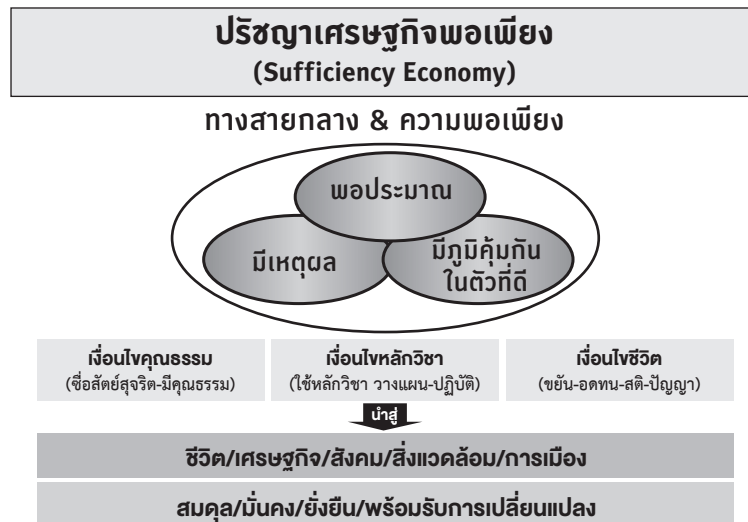 ปรัชญาเศรษฐกิจพอเพียง
(Sufficiency Economy)
ทางสายกลาง & ความพอเพียง
พอประมาณ
มีเหตุผล
มีภูมิคุ้มกัน
ในตัวที่ดี
เงื่อนไขคุณธรรม
(ซื่อสัตย์สุจริต-มีคุณธรรม)
เงื่อนไขหลักวิชา
(ใช้หลักวิชา วางแผน-ปฏิบัติ)
เงื่อนไขชีวิต
(ขยัน-อดทน-สติ-ปัญญา)
นำสู่
ชีวิต/เศรษฐกิจ/สังคม/สิ่งแวดล้อม/การเมือง
สมดุล/มั่นคง/ยั่งยืน/พร้อมรับการเปลี่ยนแปลง